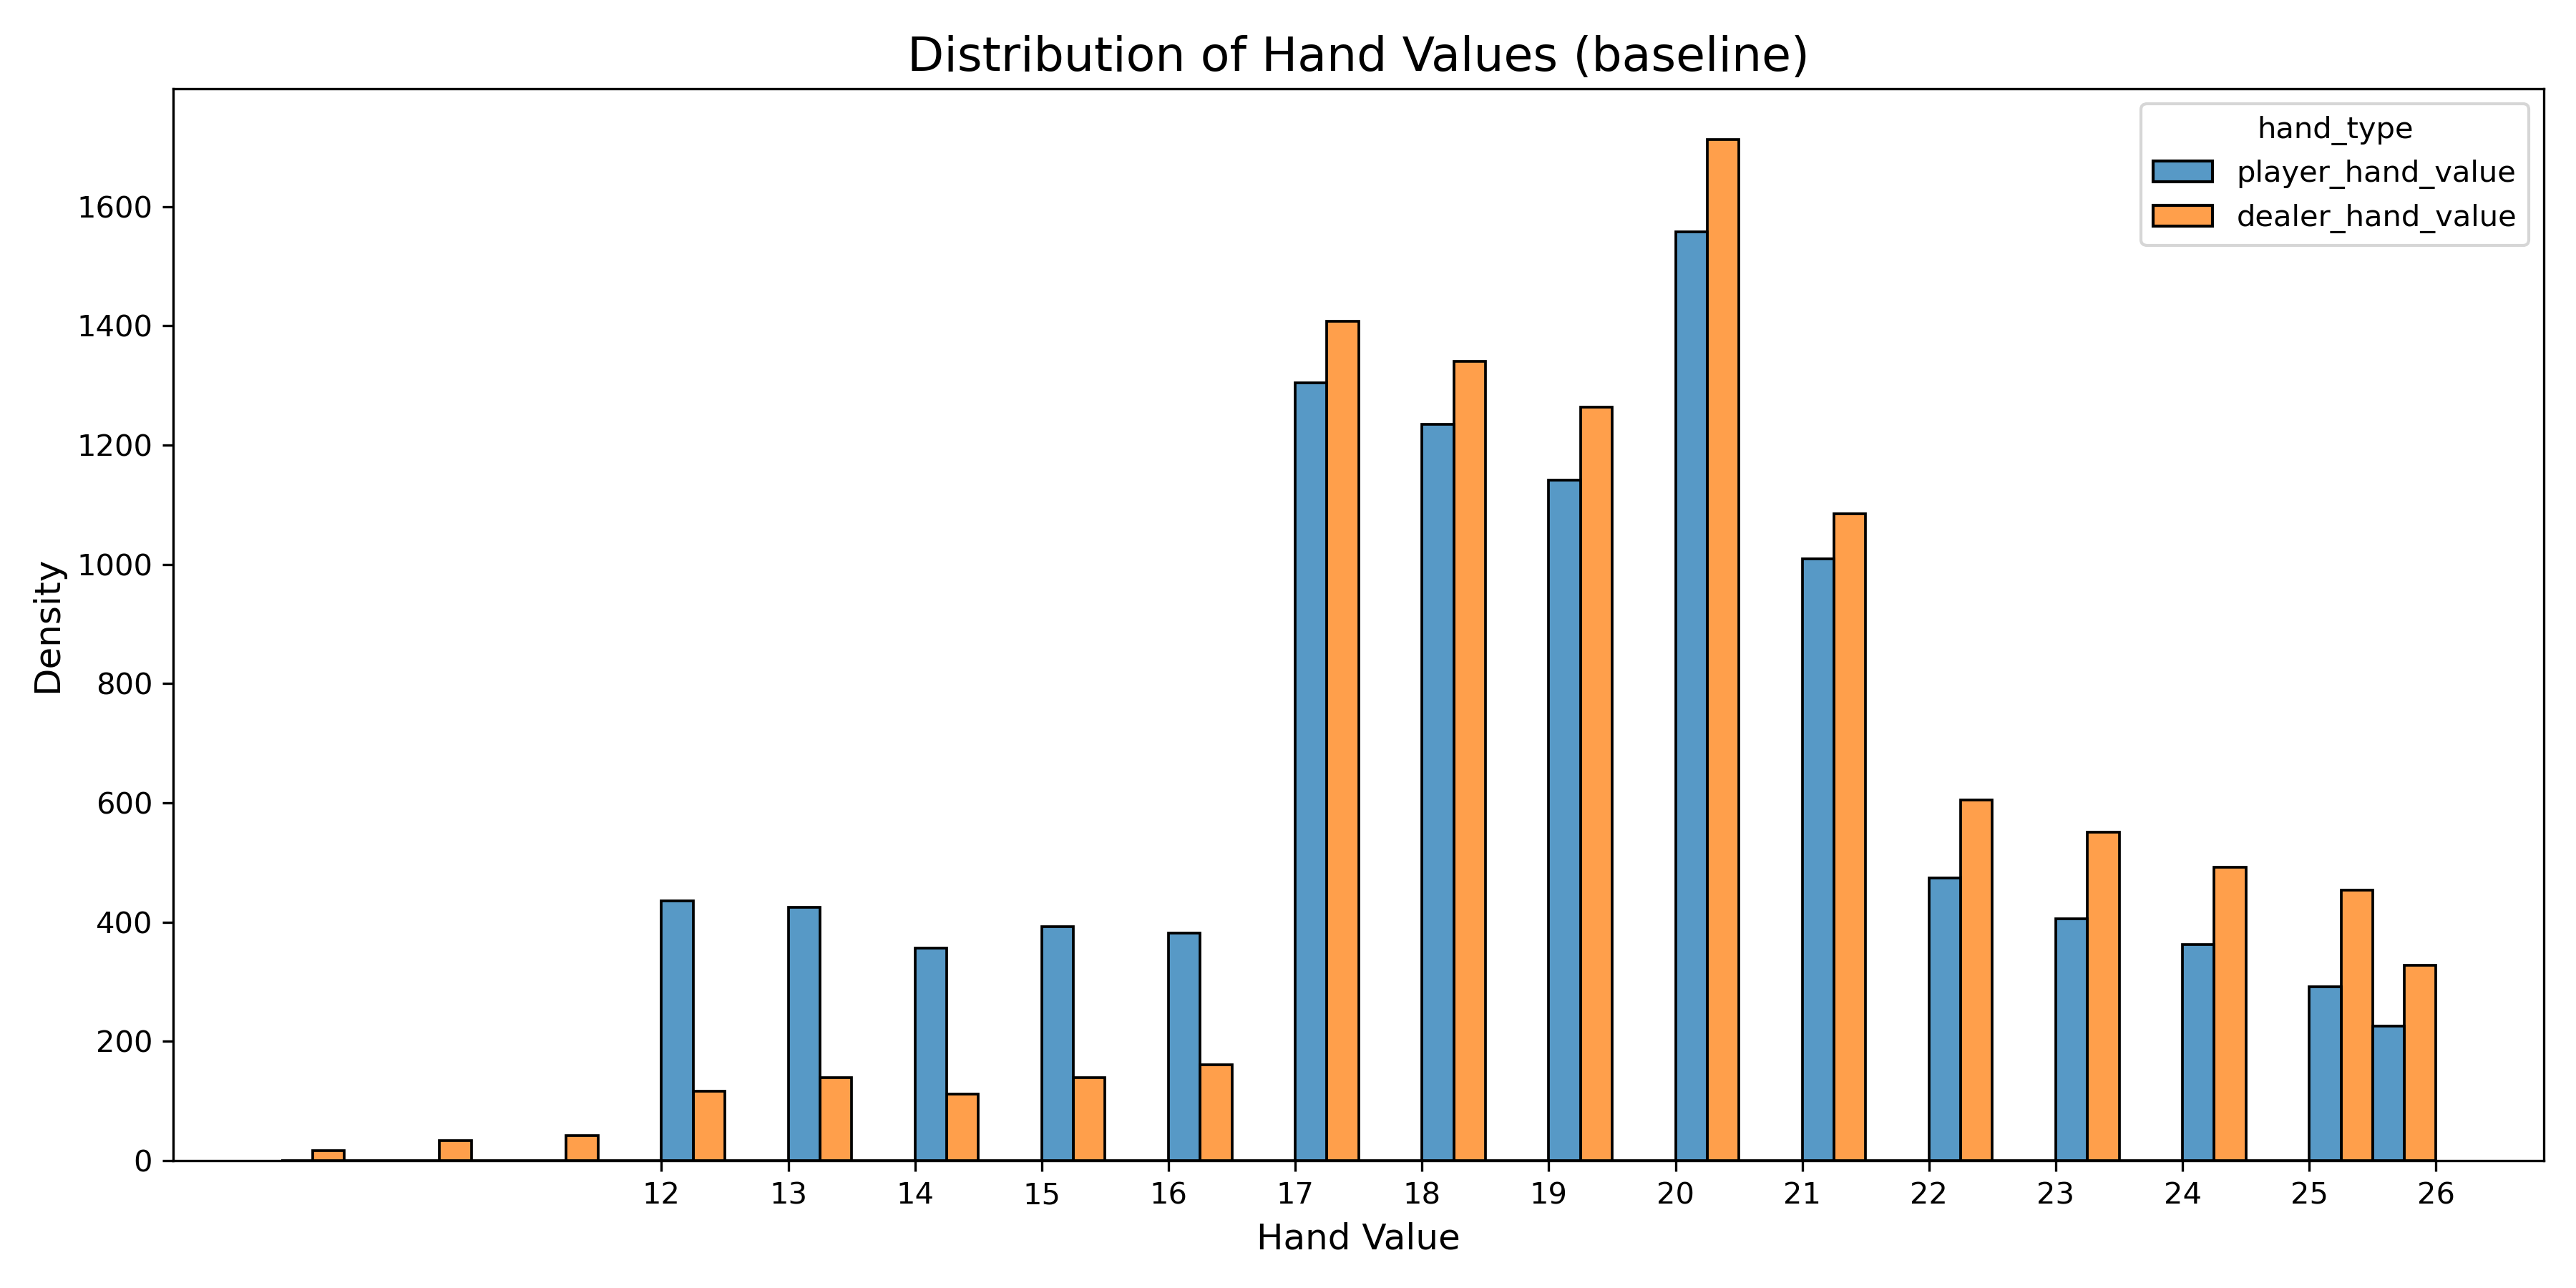 Distribution of Hand Values (baseline)
hand_type
player_hand_value
dealer_hand_value
Density
1600
1400
1200
1000
800
600
400
200
0
12 13 14 15 16 17 18 19 20 21 22 23 24 25 26
Hand Value